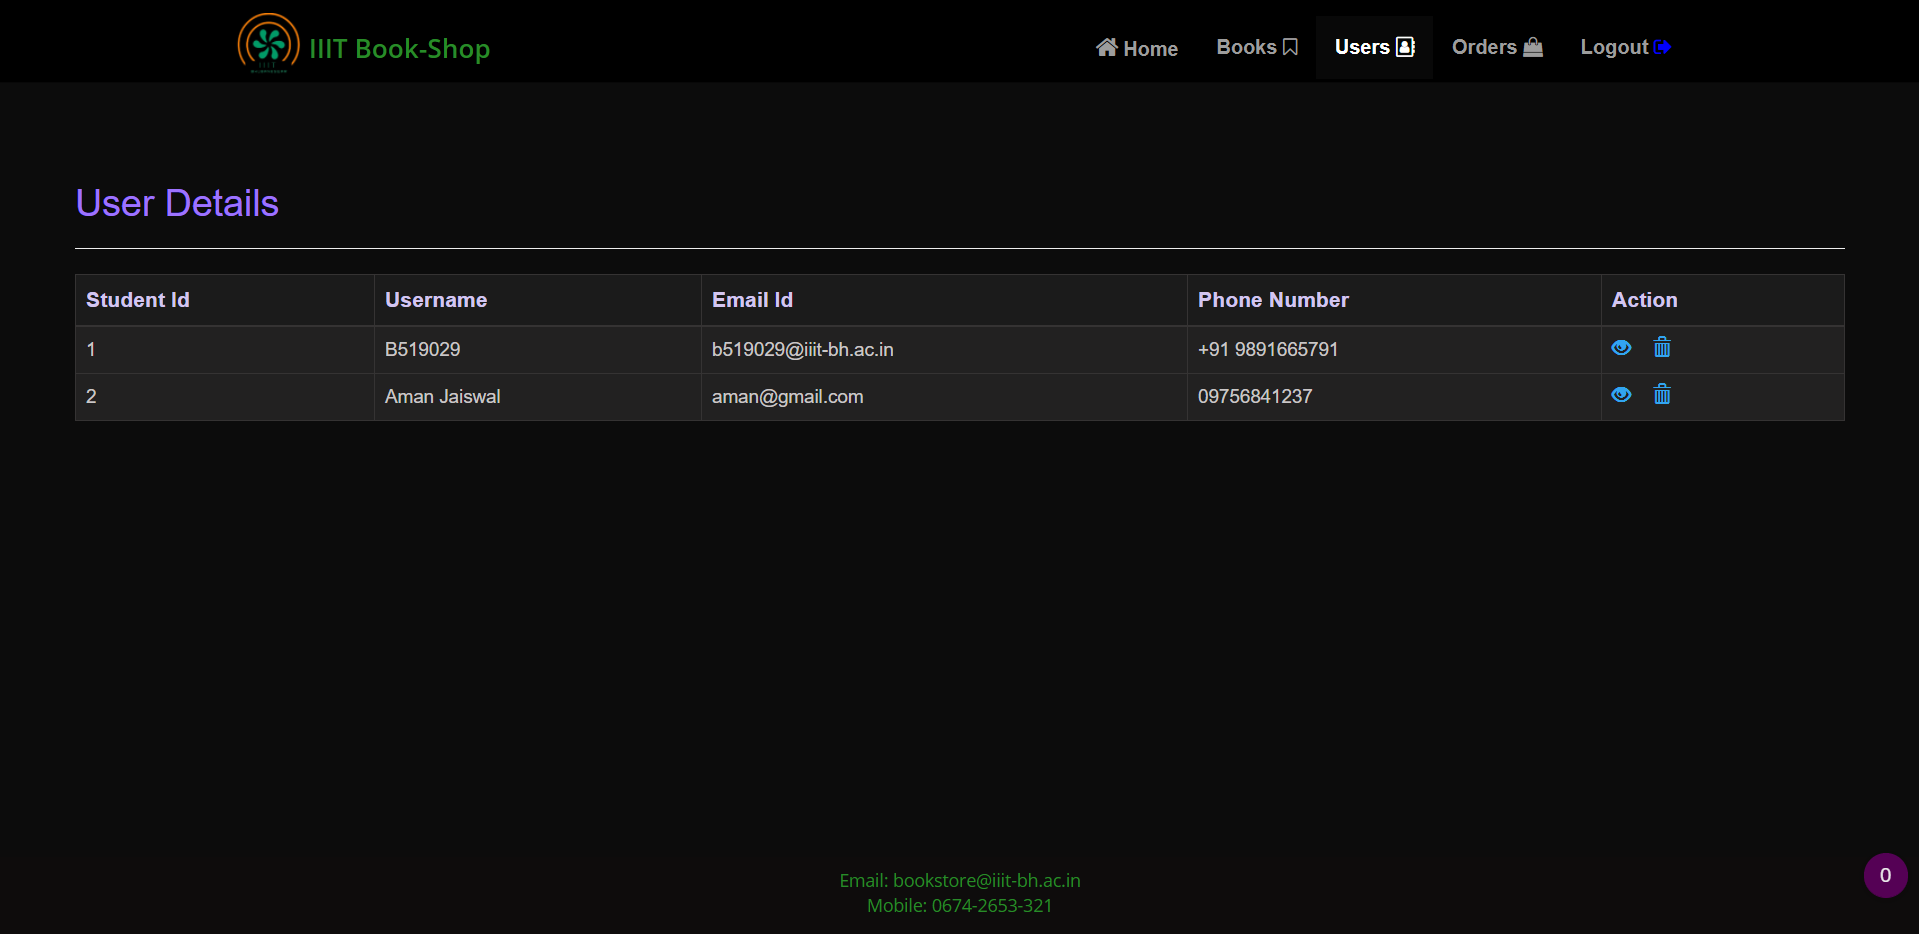 IIIT Book-Shop
Home Books Users Orders Logout
User Details
Student Id Username Email Id Phone Number Action
1 B519029 b519029@iiit-bh.ac.in +91 9891665791
2 Aman Jaiswal aman@gmail.com 09756841237
0
Email: bookstore@iiit-bh.ac.in
Mobile: 0674-2653-321